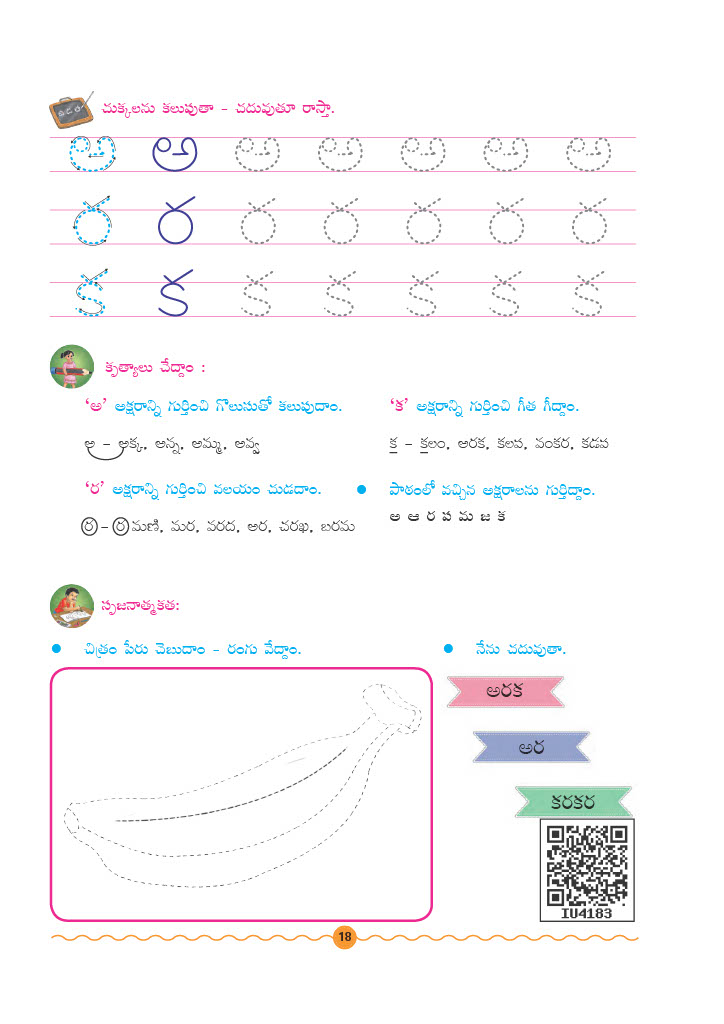 చుక్కలను కలుపుతా - చదువుతూ రాస్తా.
అ అ అ అ అ అ అ
ర ర ర ర ర ర ర
క క క క క క క
కృత్యాలు చేద్దాం :
'అ' అక్షరాన్ని గుర్తించి గొలుసుతో కలుపుదాం.
అ - అక్క, అన్న, అమ్మ, అవ్వ
'క' అక్షరాన్ని గుర్తించి గీత గీద్దాం.
క - కలం, అరక, కలప, వంకర, కడప
'ర' అక్షరాన్ని గుర్తించి వలయం చుడదాం.
ర - రమణి, మర, వరద, అర, చరఖ, బరమ
● పాఠంలో వచ్చిన అక్షరాలను గుర్తిద్దాం.
అ ఆ ర ప మ జ క
సృజనాత్మకత:
● చిత్రం పేరు చెబుదాం - రంగు వేద్దాం.
● నేను చదువుతా.
అరక
అర
కరకర
IU4183
18